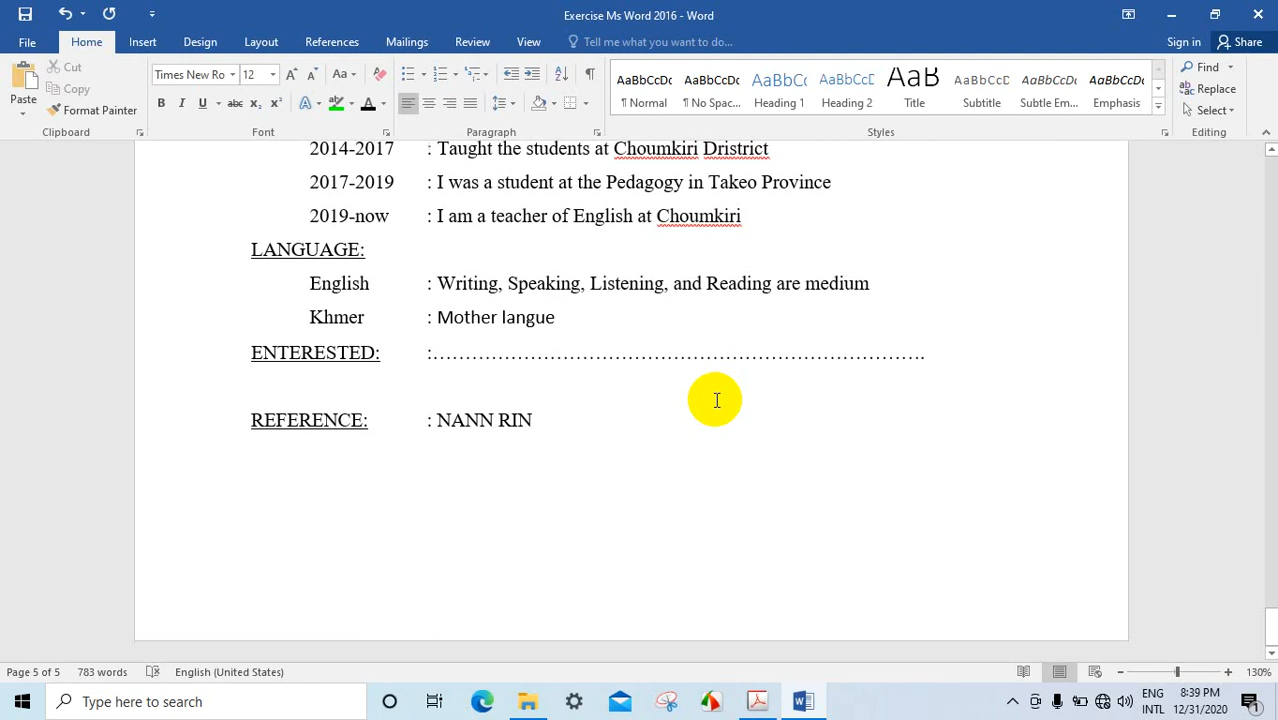 Exercise Ms Word 2016 - Word
File Home Insert Design Layout References Mailings Review View Tell me what you want to do... Sign in Share
Paste Cut Copy Format Painter Clipboard
Times New Ro 12 Aa Font
Paragraph
AaBbCcDc ¶ Normal AaBbCcDc ¶ No Spac... AaBbCc Heading 1 AaBbCcDc Heading 2 AaB Title AaBbCcDc Subtitle AaBbCcDc Subtle Em... AaBbCcDc Emphasis Styles
Find Replace Select Editing
2014-2017 : Taught the students at Choumkiri Dristrict
2017-2019 : I was a student at the Pedagogy in Takeo Province
2019-now : I am a teacher of English at Choumkiri
LANGUAGE:
English : Writing, Speaking, Listening, and Reading are medium
Khmer : Mother langue
ENTERESTED: :……………………………………………………………….
REFERENCE: : NANN RIN
Page 5 of 5 783 words English (United States) 130%
Type here to search ENG 8:39 PM
INTL 12/31/2020 1